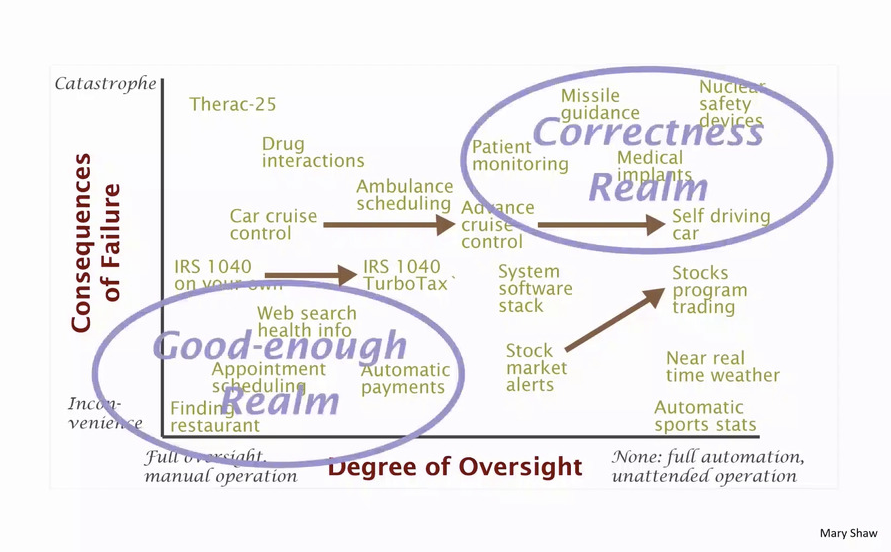 Catastrophe
Therac-25
Missile
guidance
Nuclear
safety
devices
Correctness
Realm
Drug
interactions
Patient
monitoring
Medical
implants
Ambulance
scheduling
Car cruise
control
Advance
cruise
control
Self driving
car
Consequences
of Failure
IRS 1040
on your own
IRS 1040
TurboTax`
System
software
stack
Stocks
program
trading
Web search
health info
Good-enough
Realm
Stock
market
alerts
Near real
time weather
Appointment
scheduling
Automatic
payments
Incon-
venience
Finding
restaurant
Automatic
sports stats
Full oversight,
manual operation
Degree of Oversight
None: full automation,
unattended operation
Mary Shaw